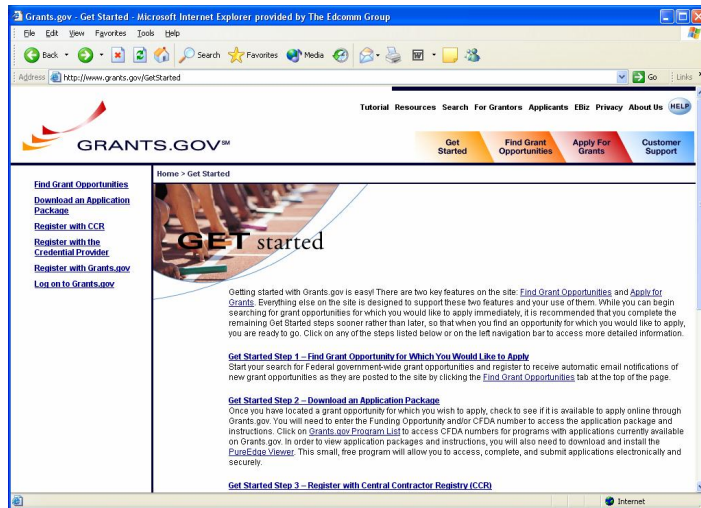 Grants.gov - Get Started - Microsoft Internet Explorer provided by The Edcomm Group
File Edit View Favorites Tools Help
Back Search Favorites Media
Address http://www.grants.gov/GetStarted Go Links
Tutorial Resources Search For Grantors Applicants EBiz Privacy About Us HELP
GRANTS.GOV℠
Get Started
Find Grant Opportunities
Apply For Grants
Customer Support
Home > Get Started
Find Grant Opportunities
Download an Application
Package
Register with CCR
Register with the
Credential Provider
Register with Grants.gov
Log on to Grants.gov
GET started
Getting started with Grants.gov is easy! There are two key features on the site: Find Grant Opportunities and Apply for
Grants. Everything else on the site is designed to support these two features and your use of them. While you can begin
searching for grant opportunities for which you would like to apply immediately, it is recommended that you complete the
remaining Get Started steps sooner rather than later, so that when you find an opportunity for which you would like to apply,
you are ready to go. Click on any of the steps listed below or on the left navigation bar to access more detailed information.
Get Started Step 1 – Find Grant Opportunity for Which You Would Like to Apply
Start your search for Federal government-wide grant opportunities and register to receive automatic email notifications of
new grant opportunities as they are posted to the site by clicking the Find Grant Opportunities tab at the top of the page.
Get Started Step 2 – Download an Application Package
Once you have located a grant opportunity for which you wish to apply, check to see if it is available to apply online through
Grants.gov. You will need to enter the Funding Opportunity and/or CFDA number to access the application package and
instructions. Click on Grants.gov Program List to access CFDA numbers for programs with applications currently available
on Grants.gov. In order to view application packages and instructions, you will also need to download and install the
PureEdge Viewer. This small, free program will allow you to access, complete, and submit applications electronically and
securely.
Get Started Step 3 – Register with Central Contractor Registry (CCR)
Internet